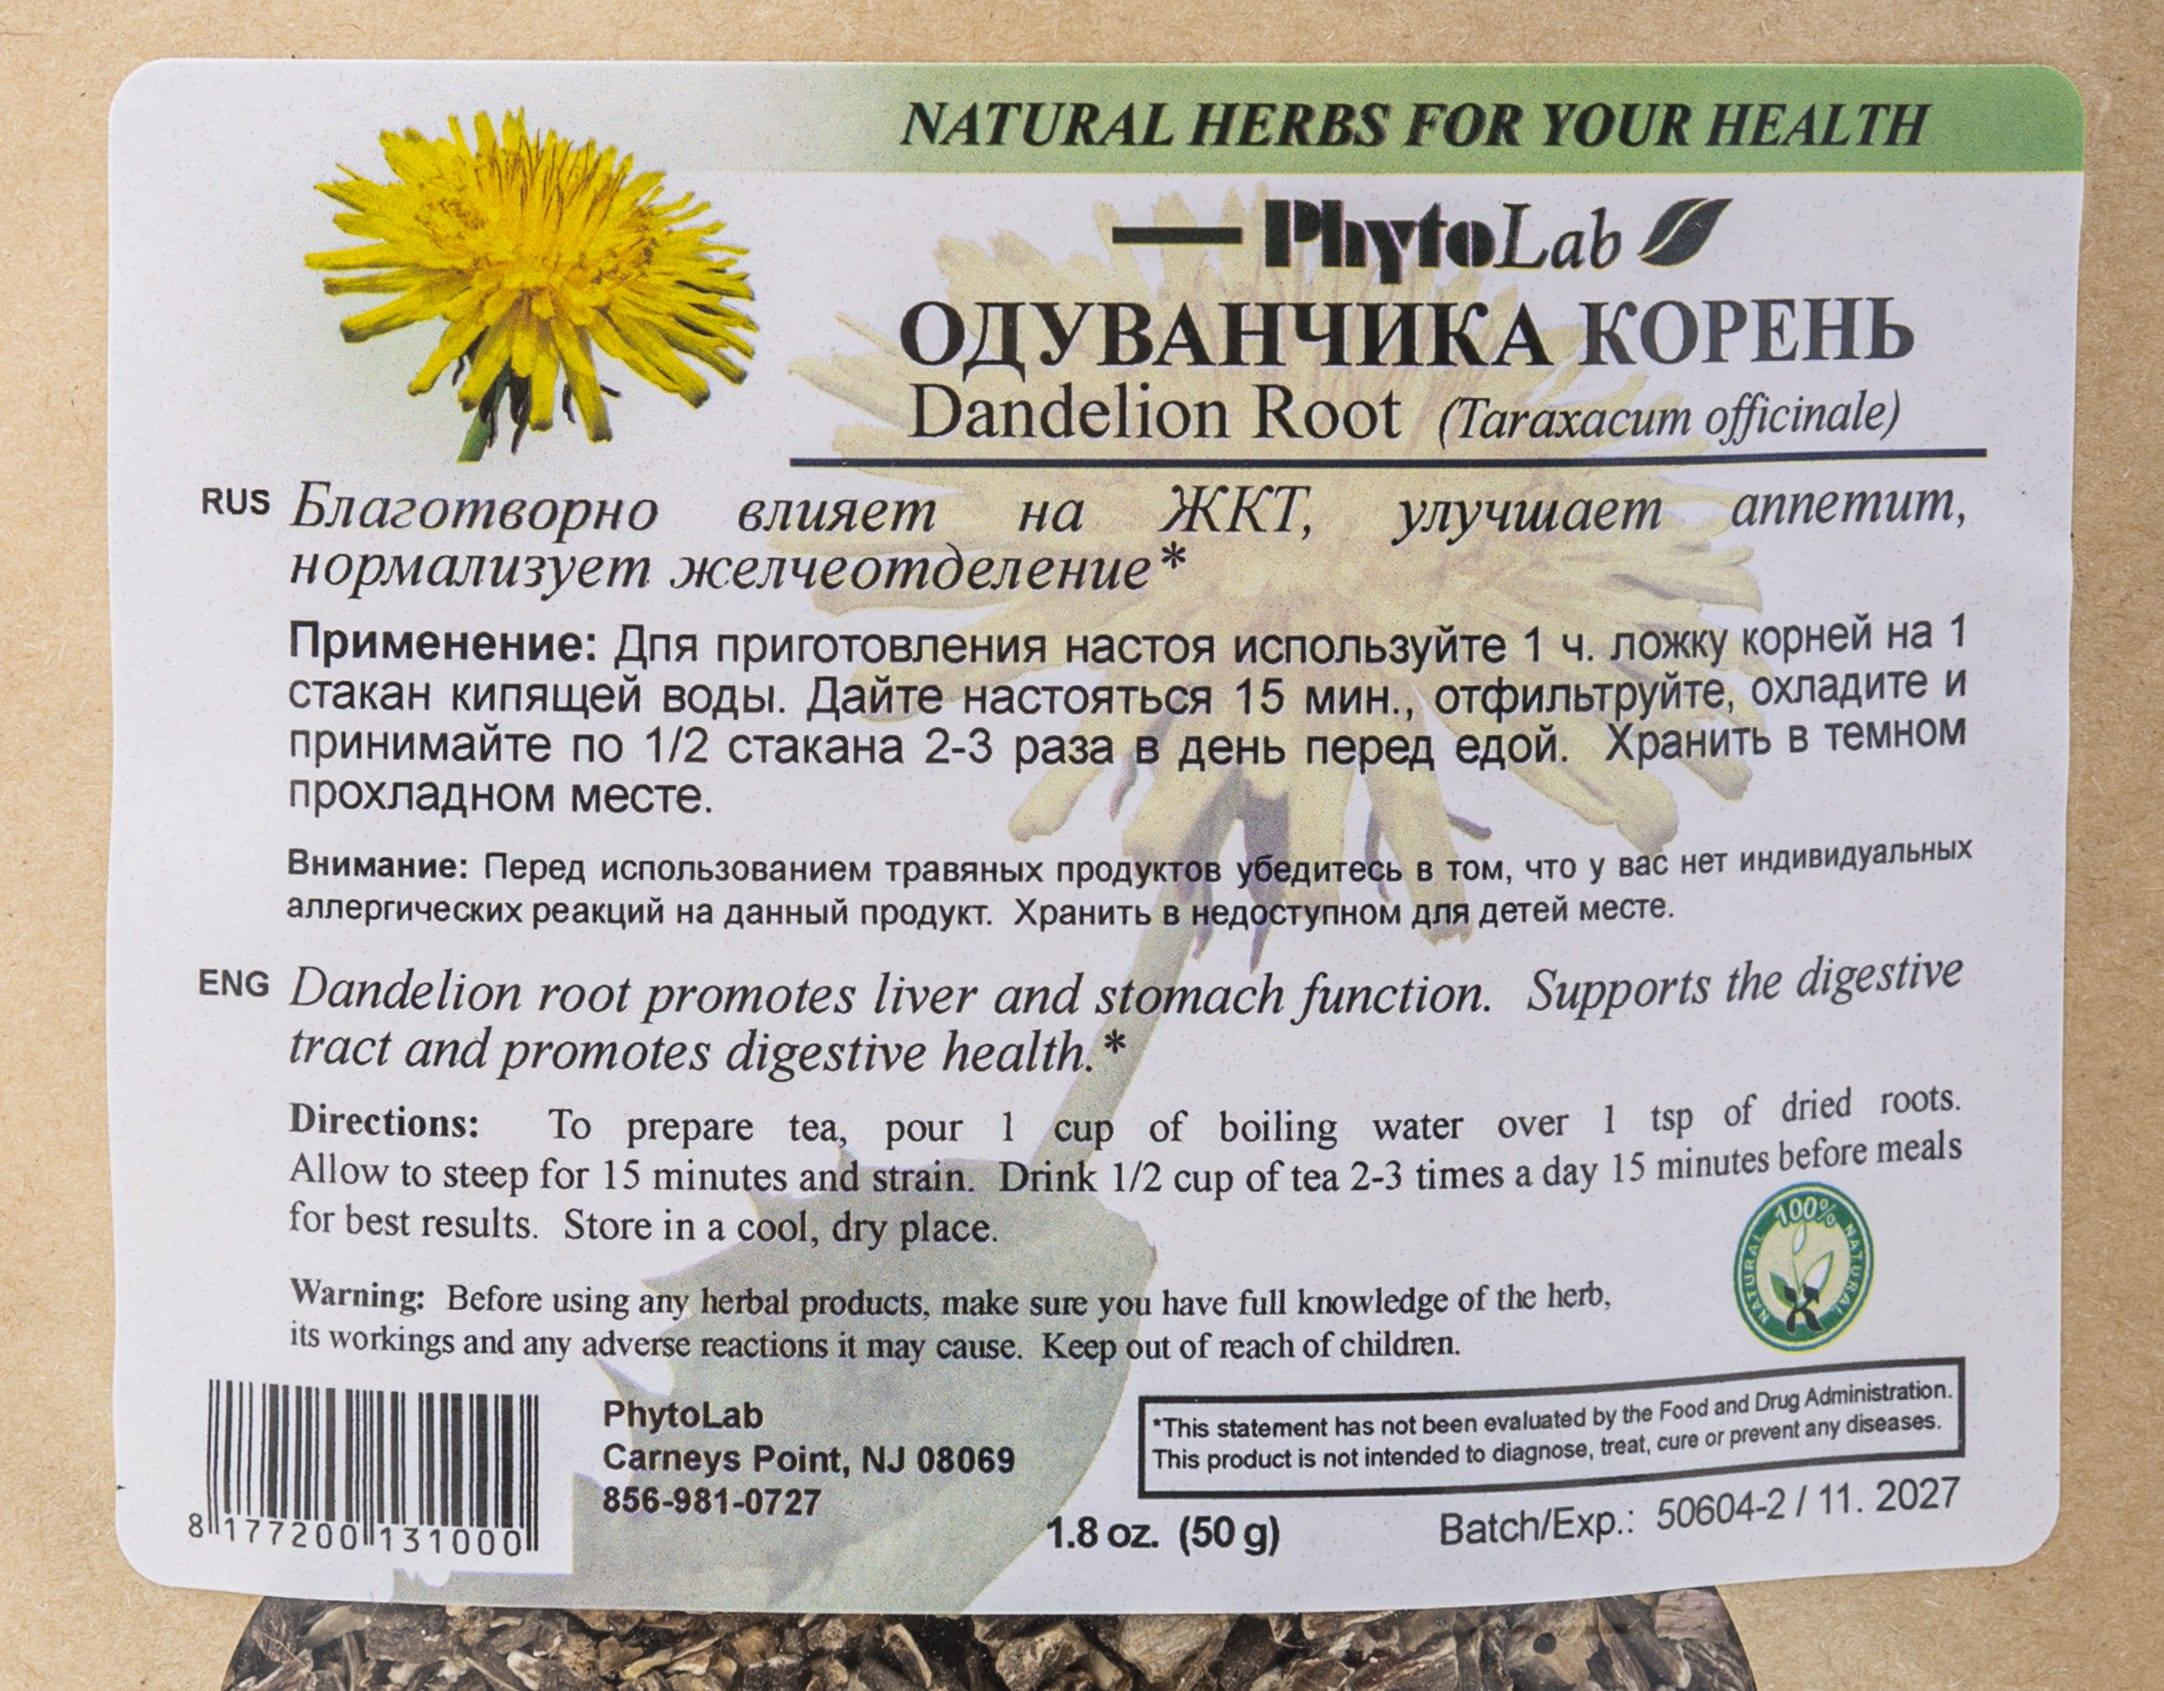 NATURAL HERBS FOR YOUR HEALTH
PhytoLab
ОДУВАНЧИКА КОРЕНЬ
Dandelion Root (Taraxacum officinale)
RUS Благотворно влияет на ЖКТ, улучшает аппетит,
нормализует желчеотделение*
Применение: Дпя приготовления настоя используйте 1 ч. ложку корней на 1
стакан кипящей воды. Дайте настояться 15 мин., отфильтруйте, охладите и
принимайте по 1/2 стакана 2-3 раза в день перед едой. Хранить в темном
прохладном месте.
Внимание: Перед использованием травяных продуктов убедитесь в том, что у вас нет индивидуальных
аллергических реакций на данный продукт. Хранить в недоступном для детей месте.
ENG Dandelion root promotes liver and stomach function. Supports the digestive
tract and promotes digestive health.*
Directions: To prepare tea, pour 1 cup of boiling water over 1 tsp of dried roots.
Allow to steep for 15 minutes and strain. Drink 1/2 cup of tea 2-3 times a day 15 minutes before meals
for best results. Store in a cool, dry place.
100%
NATURAL NATURAL
K
Warning: Before using any herbal products, make sure you have full knowledge of the herb,
its workings and any adverse reactions it may cause. Keep out of reach of children.
8 177200 131000
PhytoLab
Carneys Point, NJ 08069
856-981-0727
*This statement has not been evaluated by the Food and Drug Administration.
This product is not intended to diagnose, treat, cure or prevent any diseases.
1.8 oz. (50 g)
Batch/Exp.: 50604-2 / 11. 2027